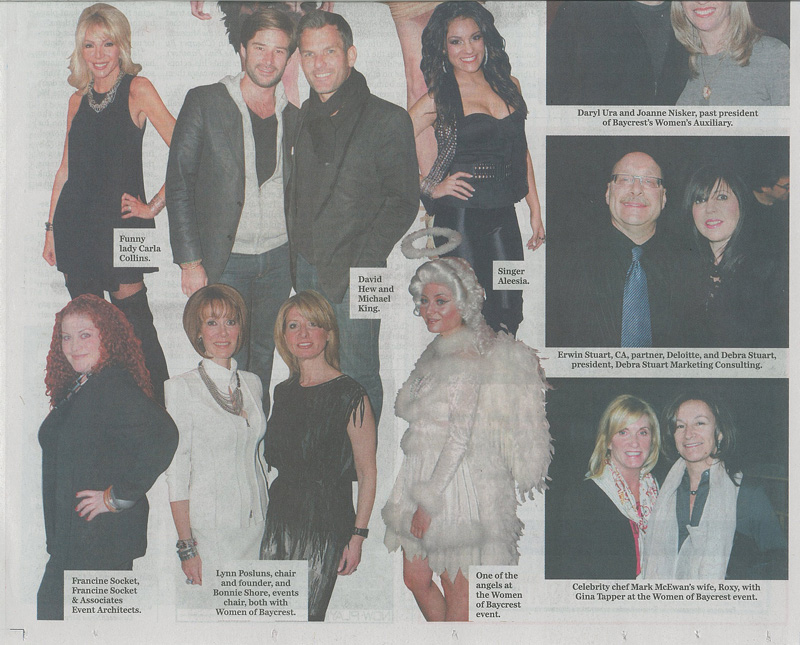 Daryl Ura and Joanne Nisker, past president
of Baycrest's Women's Auxiliary.
Funny
lady Carla
Collins.
David
Hew and
Michael
King.
Singer
Aleesia.
Erwin Stuart, CA, partner, Deloitte, and Debra Stuart,
president, Debra Stuart Marketing Consulting.
Francine Socket,
Francine Socket
& Associates
Event Architects.
Lynn Posluns, chair
and founder, and
Bonnie Shore, events
chair, both with
Women of Baycrest.
One of the
angels at
the Women
of Baycrest
event.
Celebrity chef Mark McEwan's wife, Roxy, with
Gina Tapper at the Women of Baycrest event.